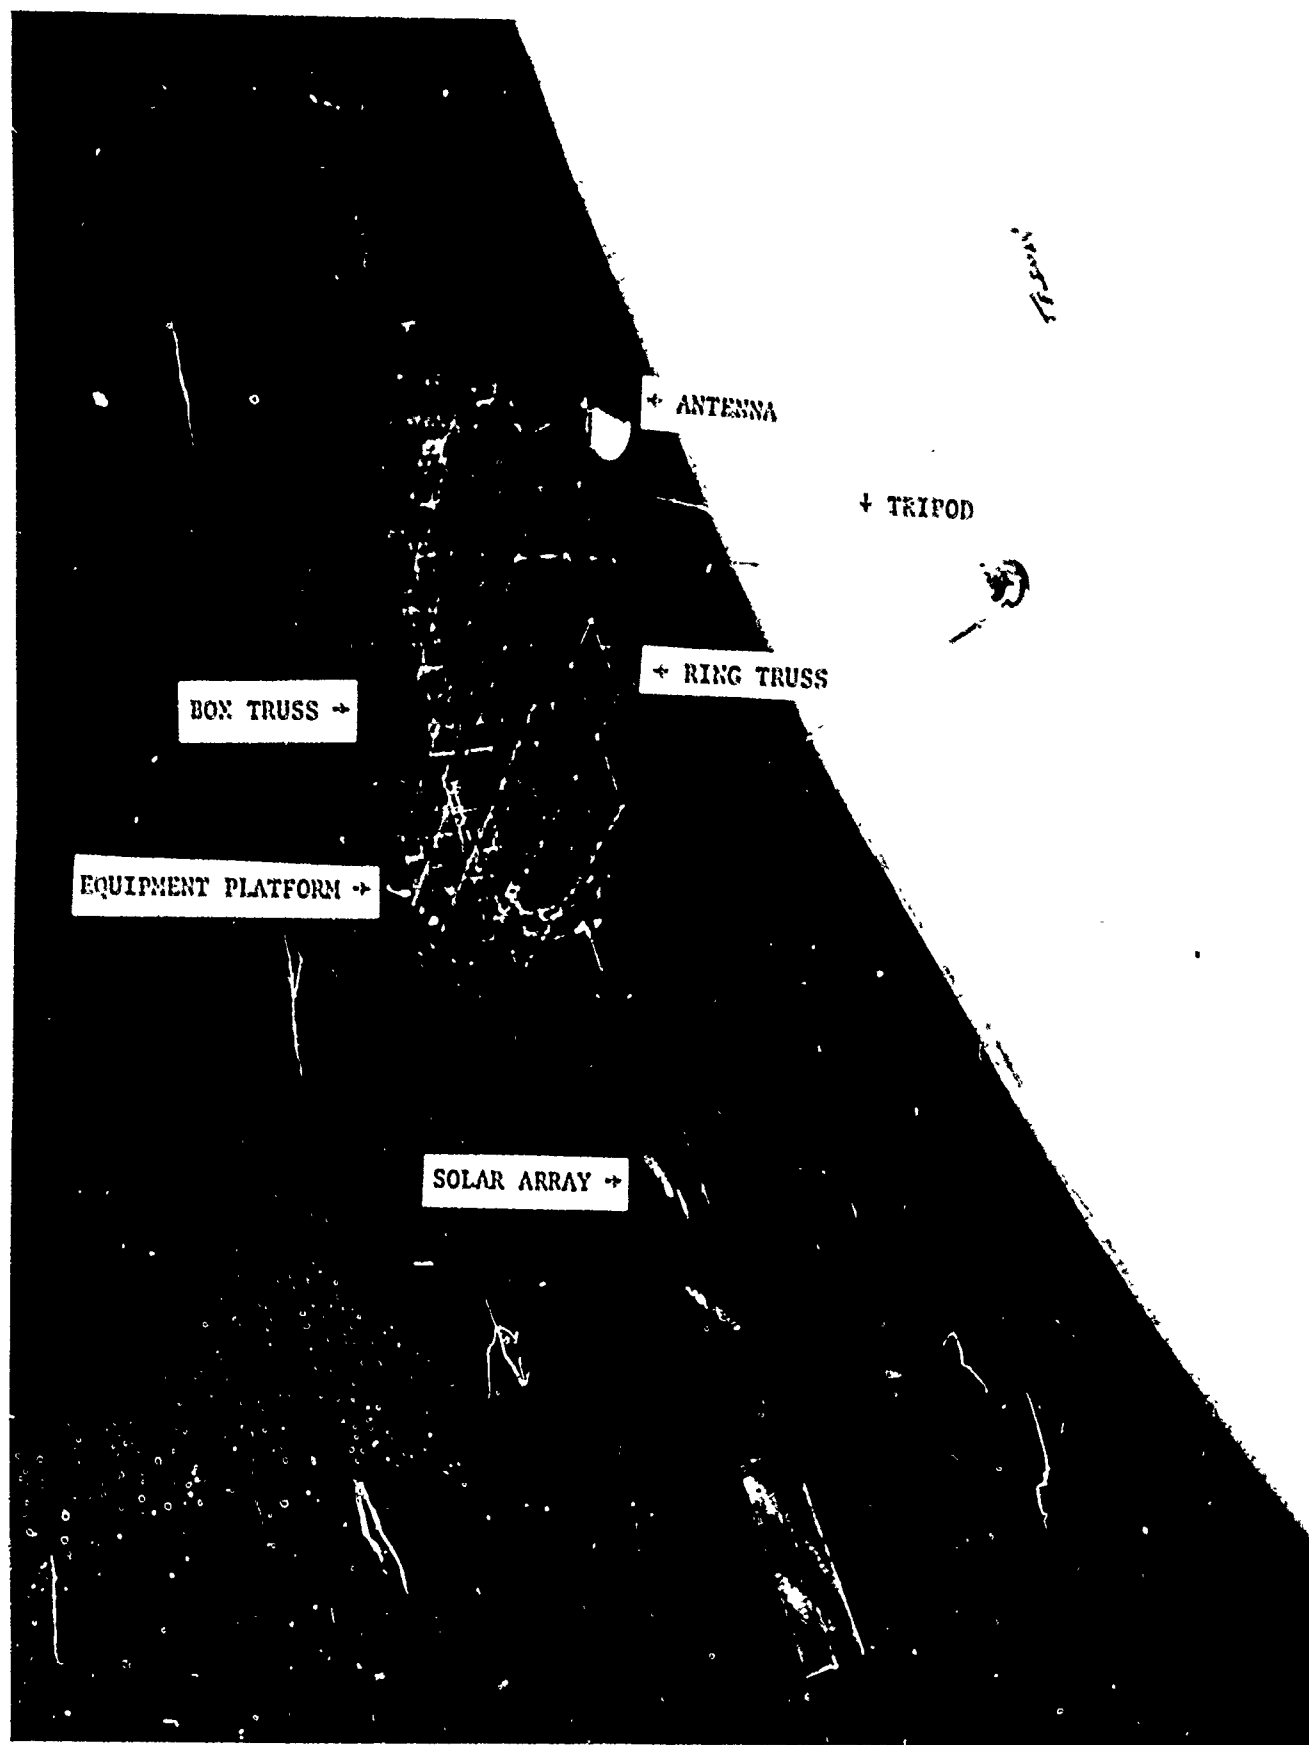 ← ANTENNA
↓ TRIPOD
← RING TRUSS
BOX TRUSS →
EQUIPMENT PLATFORM →
SOLAR ARRAY →